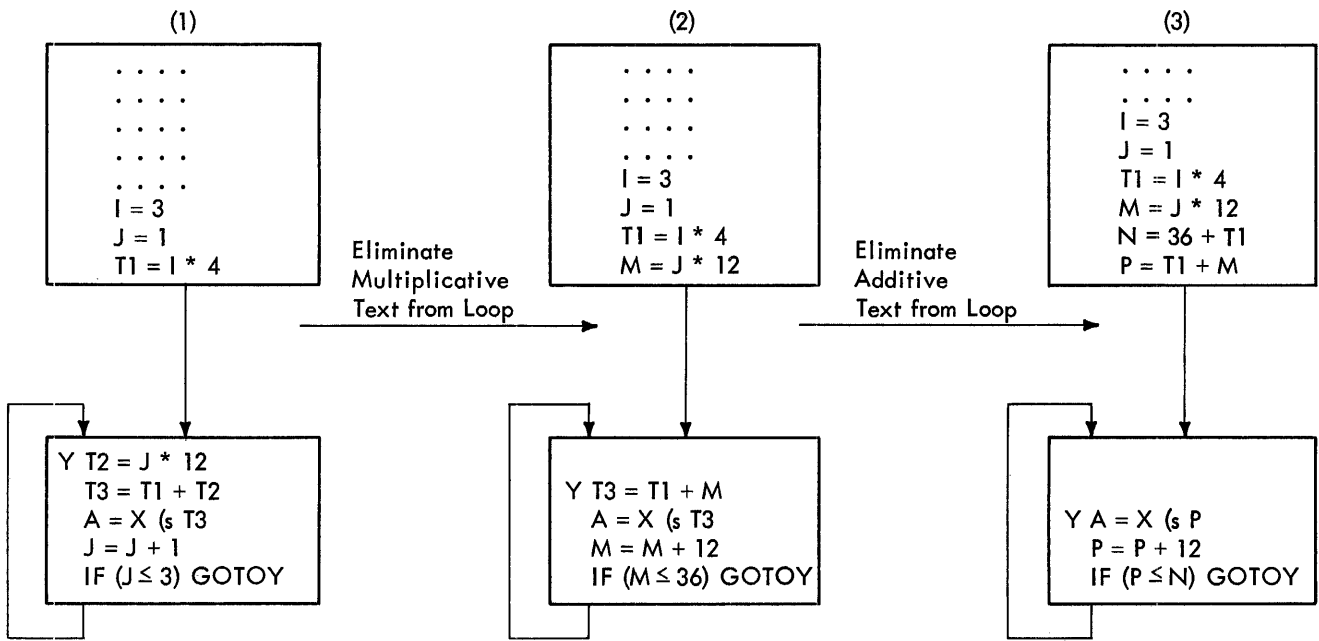 (1)
. . . .
. . . .
. . . .
. . . .
. . . .
I = 3
J = 1
T1 = I * 4
Eliminate
Multiplicative
Text from Loop
Y T2 = J * 12
T3 = T1 + T2
A = X (s T3
J = J + 1
IF (J ≤ 3) GOTOY
(2)
. . . .
. . . .
. . . .
. . . .
I = 3
J = 1
T1 = I * 4
M = J * 12
Eliminate
Additive
Text from Loop
Y T3 = T1 + M
A = X (s T3
M = M + 12
IF (M ≤ 36) GOTOY
(3)
. . . .
. . . .
I = 3
J = 1
T1 = I * 4
M = J * 12
N = 36 + T1
P = T1 + M
Y A = X (s P
P = P + 12
IF (P ≤ N) GOTOY